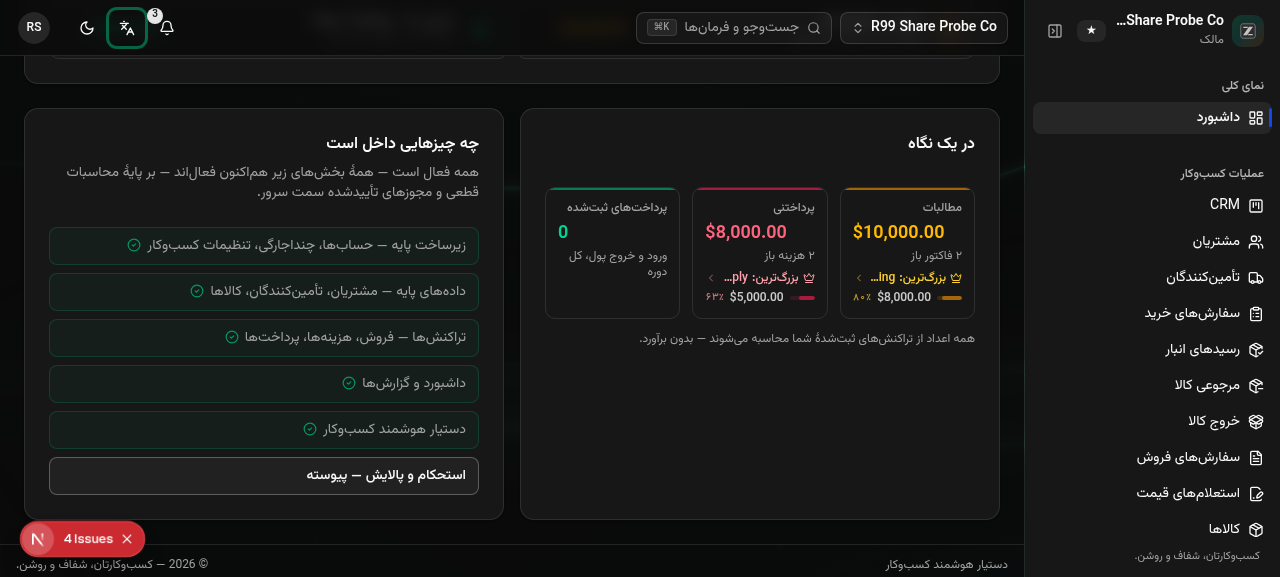 R99 Share Probe Co
جست‌وجو و فرمان‌ها
⌘K
3
RS
Share Probe Co…
مالک
نمای کلی
داشبورد
عملیات کسب‌وکار
CRM
مشتریان
تأمین‌کنندگان
سفارش‌های خرید
رسیدهای انبار
مرجوعی کالا
خروج کالا
سفارش‌های فروش
استعلام‌های قیمت
کالاها
کسب‌وکارتان، شفاف و روشن.
در یک نگاه
مطالبات
$10,000.00
۲ فاکتور باز
بزرگ‌ترین: ing…
$8,000.00 ۸۰٪
پرداختنی
$8,000.00
۲ هزینه باز
بزرگ‌ترین: ply…
$5,000.00 ۶۳٪
پرداخت‌های ثبت‌شده
0
ورود و خروج پول، کل
دوره
همه اعداد از تراکنش‌های ثبت‌شدهٔ شما محاسبه می‌شوند — بدون برآورد.
چه چیزهایی داخل است
همه فعال است — همهٔ بخش‌های زیر هم‌اکنون فعال‌اند — بر پایهٔ محاسبات
قطعی و مجوزهای تأییدشده سمت سرور.
زیرساخت پایه — حساب‌ها، چنداجارگی، تنظیمات کسب‌وکار
داده‌های پایه — مشتریان، تأمین‌کنندگان، کالاها
تراکنش‌ها — فروش، هزینه‌ها، پرداخت‌ها
داشبورد و گزارش‌ها
دستیار هوشمند کسب‌وکار
استحکام و پالایش — پیوسته
4 Issues
دستیار هوشمند کسب‌وکار
© 2026 — کسب‌وکارتان، شفاف و روشن.